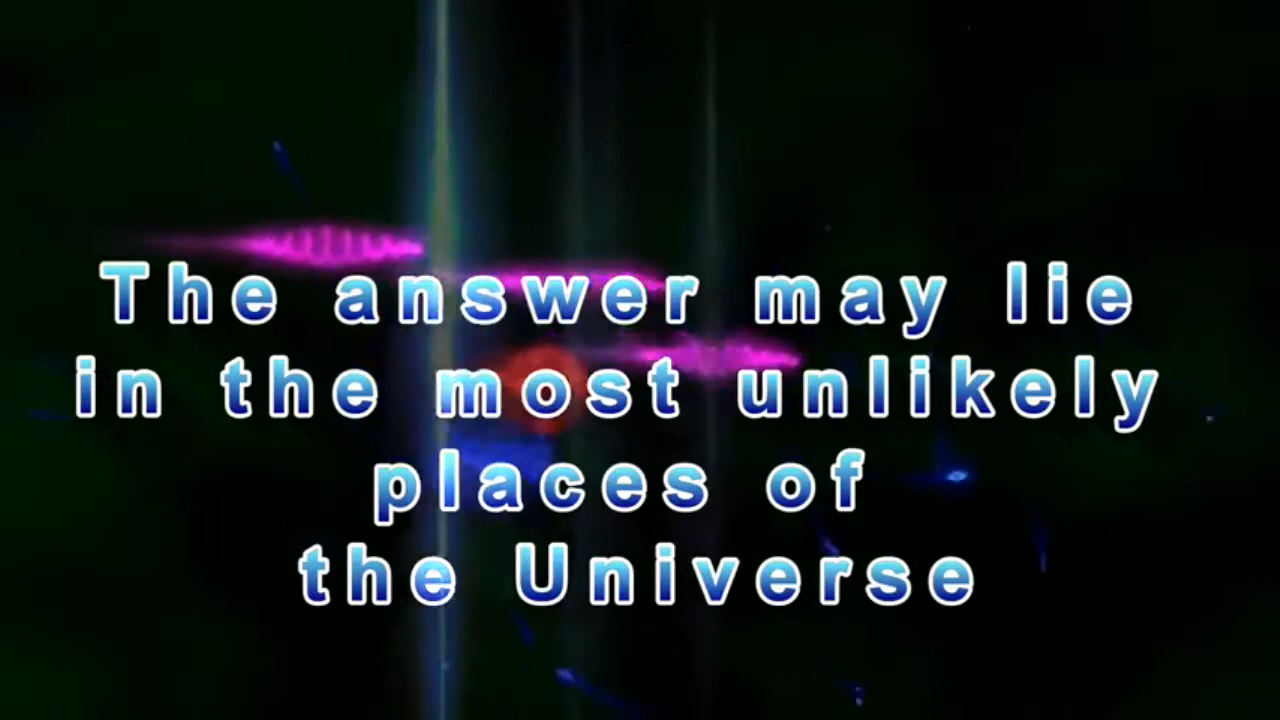 The answer may lie
in the most unlikely
places of
the Universe